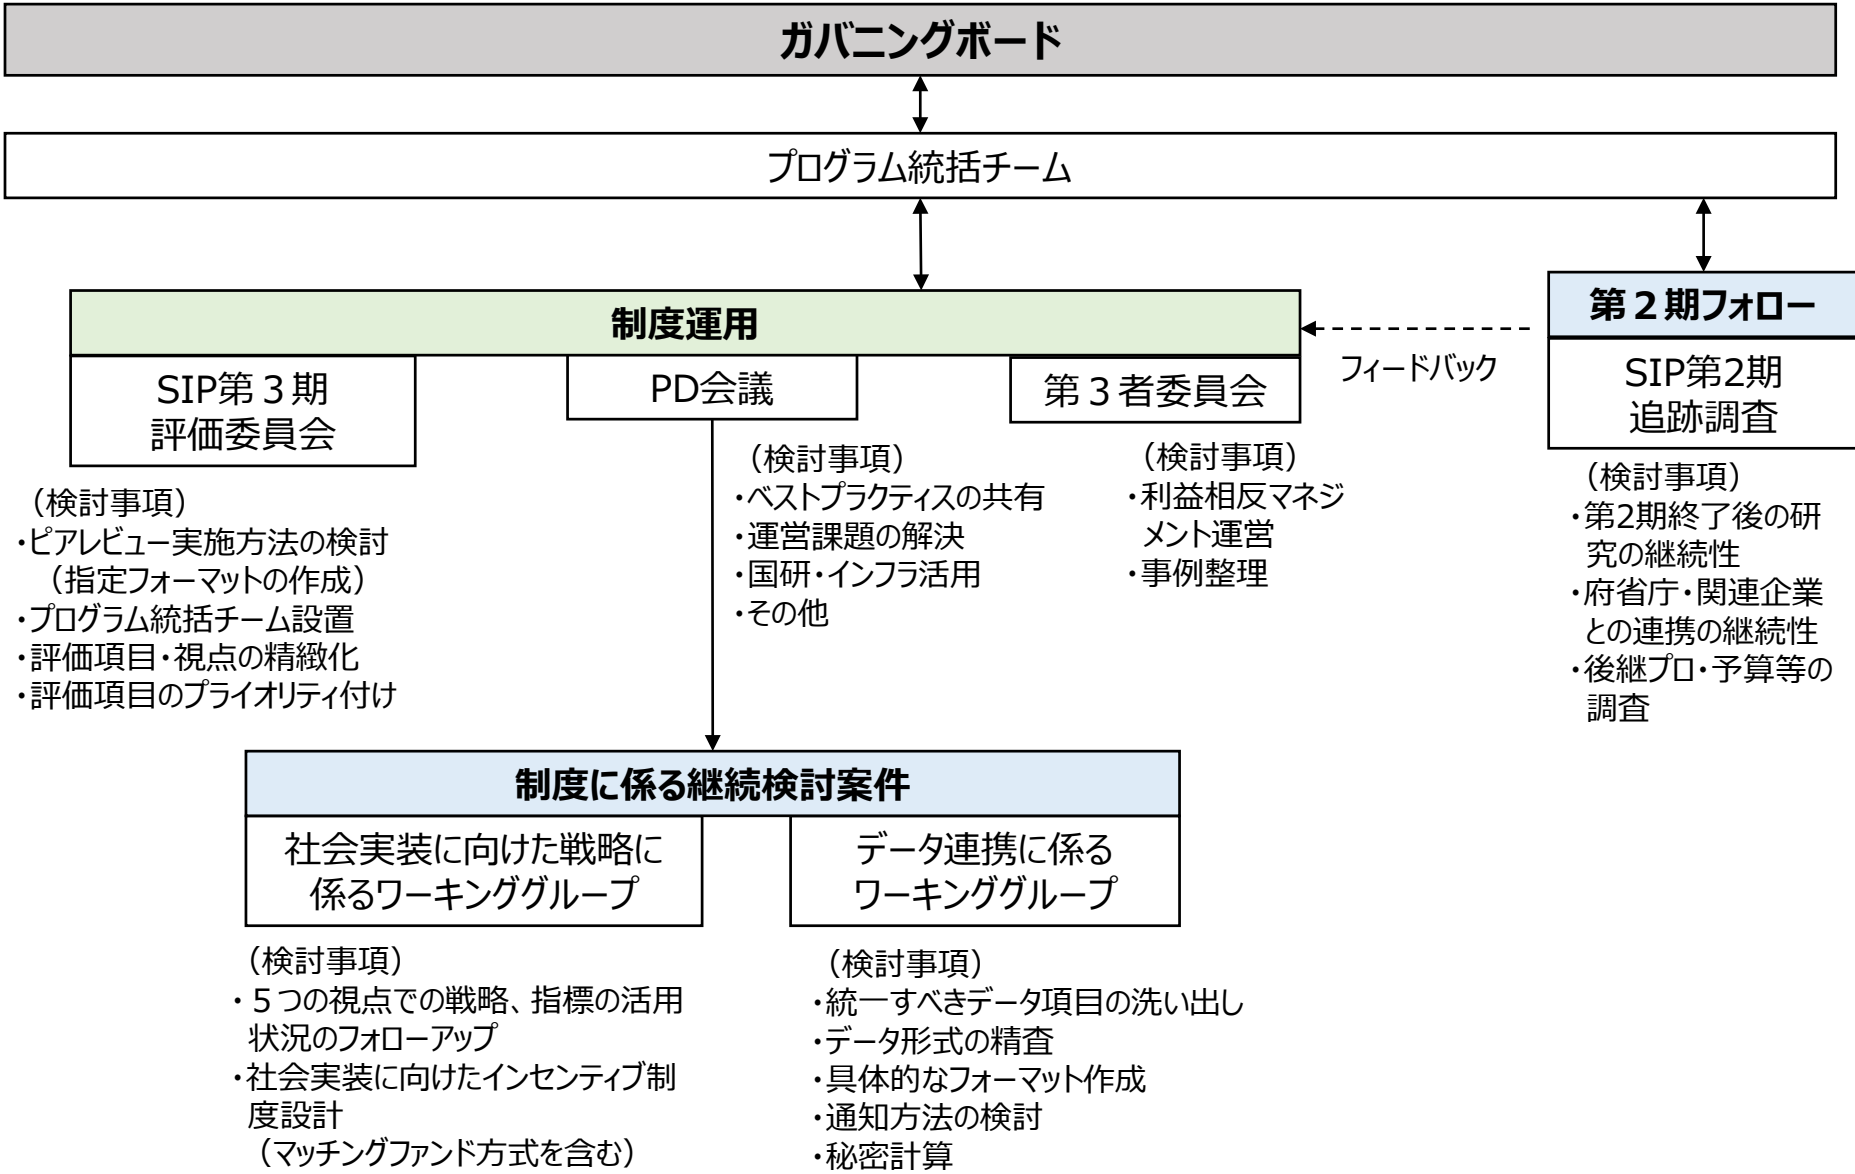 ガバニングボード
プログラム統括チーム
制度運用
SIP第３期
評価委員会
PD会議
第３者委員会
フィードバック
第２期フォロー
SIP第2期
追跡調査
（検討事項）
・ピアレビュー実施方法の検討
（指定フォーマットの作成）
・プログラム統括チーム設置
・評価項目・視点の精緻化
・評価項目のプライオリティ付け
（検討事項）
・ベストプラクティスの共有
・運営課題の解決
・国研・インフラ活用
・その他
（検討事項）
・利益相反マネジ
メント運営
・事例整理
（検討事項）
・第2期終了後の研
究の継続性
・府省庁・関連企業
との連携の継続性
・後継プロ・予算等の
調査
制度に係る継続検討案件
社会実装に向けた戦略に
係るワーキンググループ
データ連携に係る
ワーキンググループ
（検討事項）
・５つの視点での戦略、指標の活用
状況のフォローアップ
・社会実装に向けたインセンティブ制
度設計
（マッチングファンド方式を含む）
（検討事項）
・統一すべきデータ項目の洗い出し
・データ形式の精査
・具体的なフォーマット作成
・通知方法の検討
・秘密計算